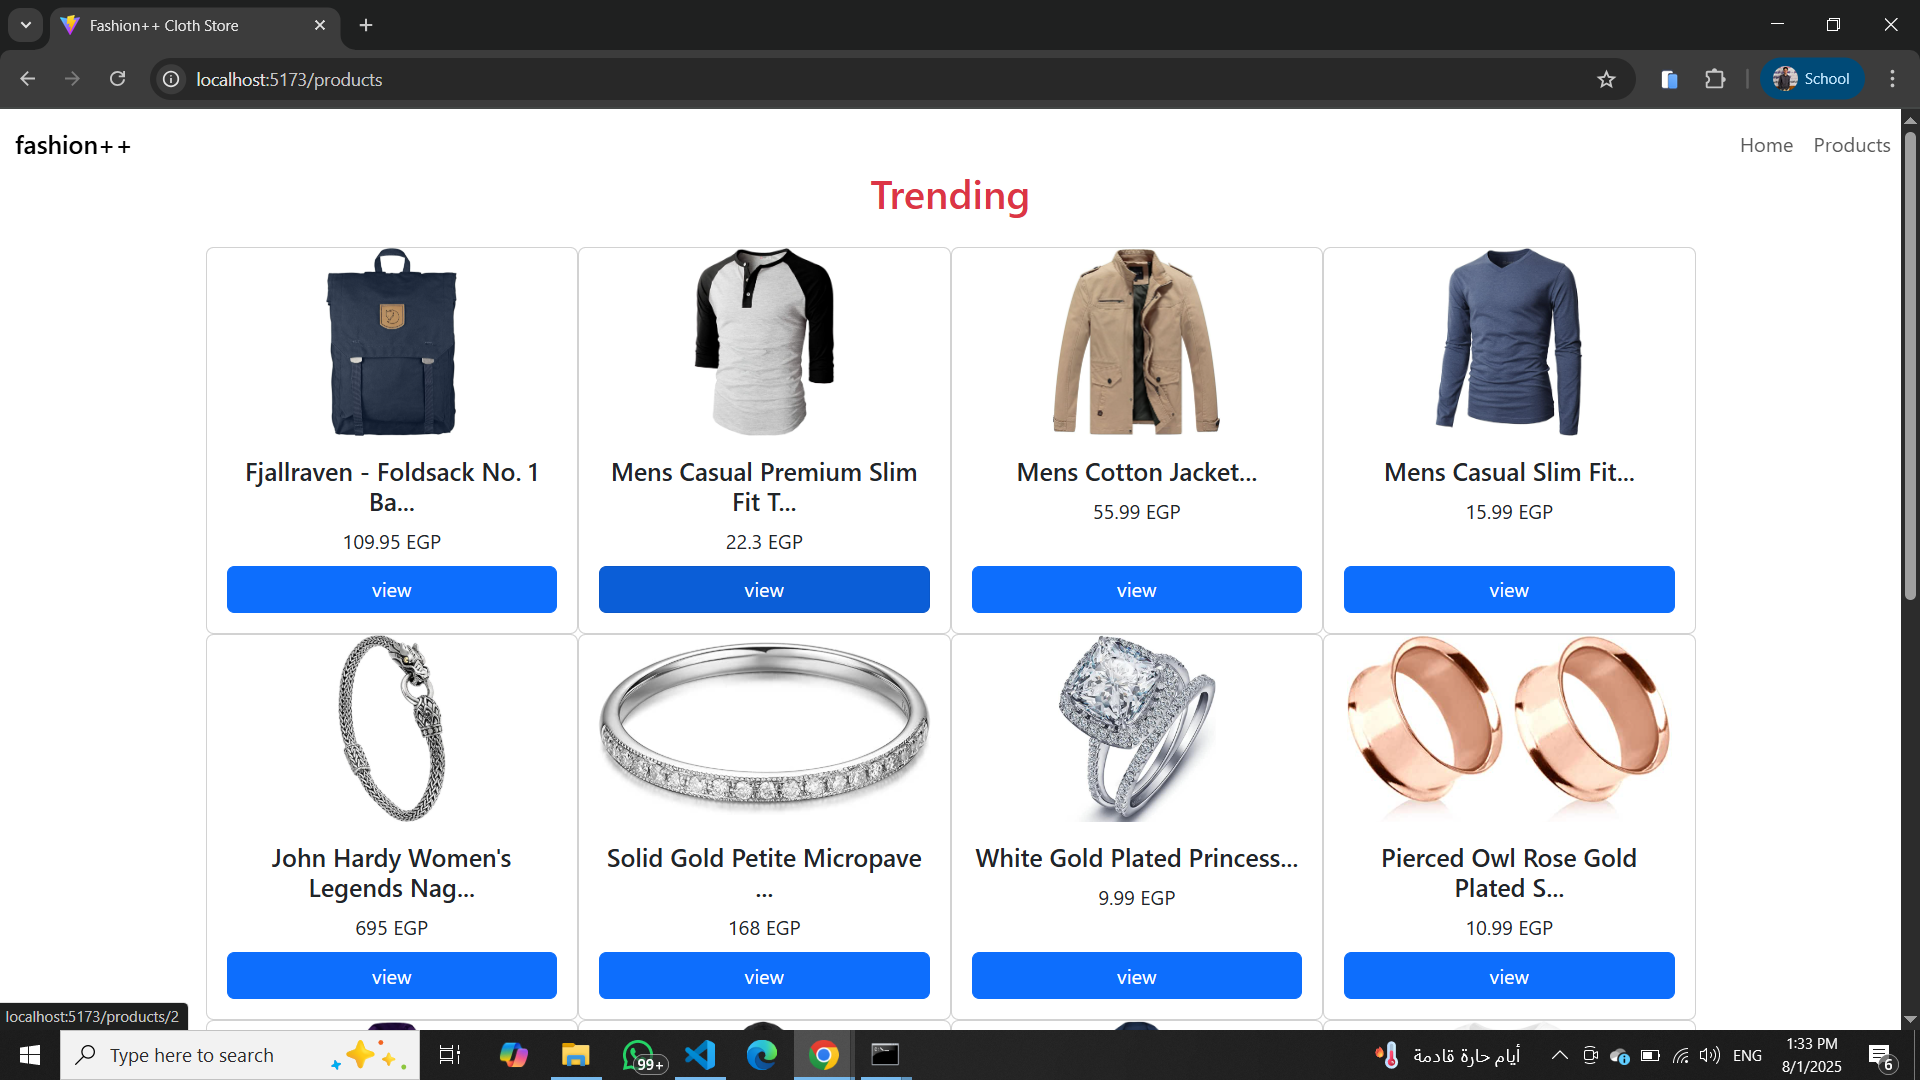 Fashion++ Cloth Store
localhost:5173/products
School
fashion++
Home
Products
Trending
Fjallraven - Foldsack No. 1
Ba...
109.95 EGP
view
Mens Casual Premium Slim
Fit T...
22.3 EGP
view
Mens Cotton Jacket...
55.99 EGP
view
Mens Casual Slim Fit...
15.99 EGP
view
John Hardy Women's
Legends Nag...
695 EGP
view
Solid Gold Petite Micropave
...
168 EGP
view
White Gold Plated Princess...
9.99 EGP
view
Pierced Owl Rose Gold
Plated S...
10.99 EGP
view
localhost:5173/products/2
Type here to search
99+
أيام حارة قادمة
ENG
1:33 PM
8/1/2025
6